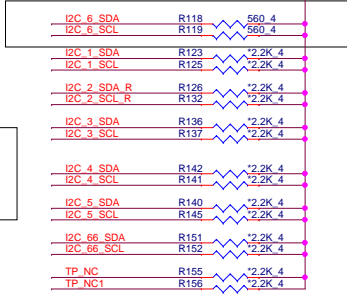 I2C_6_SDA R118 560_4
I2C_6_SCL R119 560_4
I2C_1_SDA R123 *2.2K_4
I2C_1_SCL R125 *2.2K_4
I2C_2_SDA_R R126 *2.2K_4
I2C_2_SCL_R R132 *2.2K_4
I2C_3_SDA R136 *2.2K_4
I2C_3_SCL R137 *2.2K_4
I2C_4_SDA R142 *2.2K_4
I2C_4_SCL R141 *2.2K_4
I2C_5_SDA R140 *2.2K_4
I2C_5_SCL R145 *2.2K_4
I2C_66_SDA R151 *2.2K_4
I2C_66_SCL R152 *2.2K_4
TP_NC R155 *2.2K_4
TP_NC1 R156 *2.2K_4